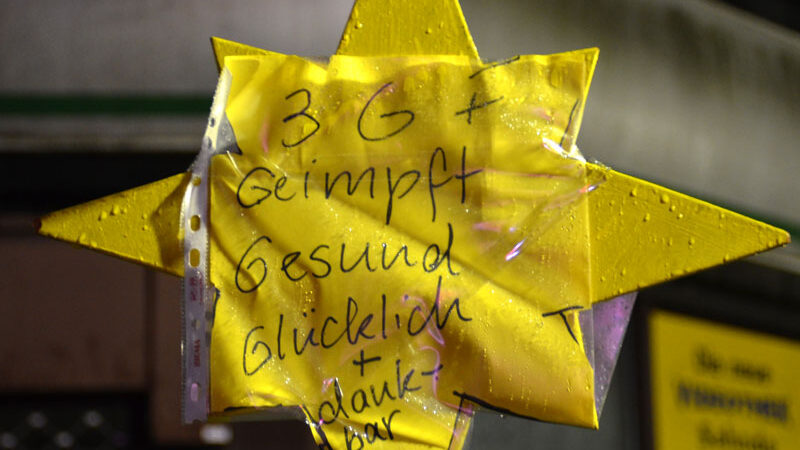 3 G +
Geimpft
Gesund
Glücklich
+
dank-
bar